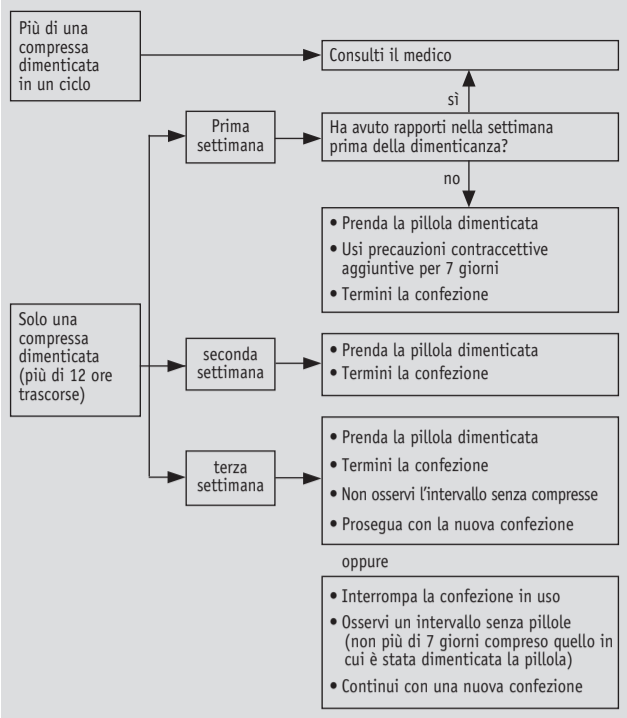 Più di una
compressa
dimenticata
in un ciclo
Consulti il medico
sì
Prima
settimana
Ha avuto rapporti nella settimana
prima della dimenticanza?
no
• Prenda la pillola dimenticata
• Usi precauzioni contraccettive
aggiuntive per 7 giorni
• Termini la confezione
Solo una
compressa
dimenticata
(più di 12 ore
trascorse)
seconda
settimana
• Prenda la pillola dimenticata
• Termini la confezione
terza
settimana
• Prenda la pillola dimenticata
• Termini la confezione
• Non osservi l'intervallo senza compresse
• Prosegua con la nuova confezione
oppure
• Interrompa la confezione in uso
• Osservi un intervallo senza pillole
(non più di 7 giorni compreso quello in
cui è stata dimenticata la pillola)
• Continui con una nuova confezione